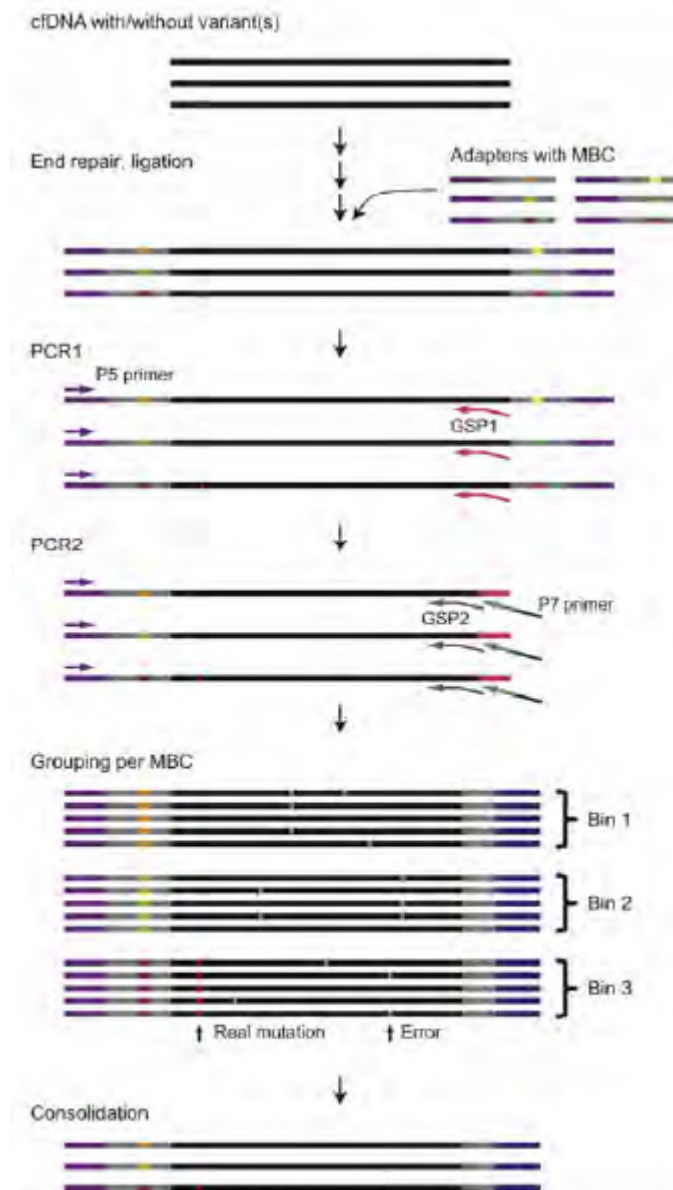 cfDNA with/without variant(s)
End repair, ligation
Adapters with MBC
PCR1
P5 primer
GSP1
PCR2
P7 primer
GSP2
Grouping per MBC
Bin 1
Bin 2
Bin 3
Real mutation
Error
Consolidation